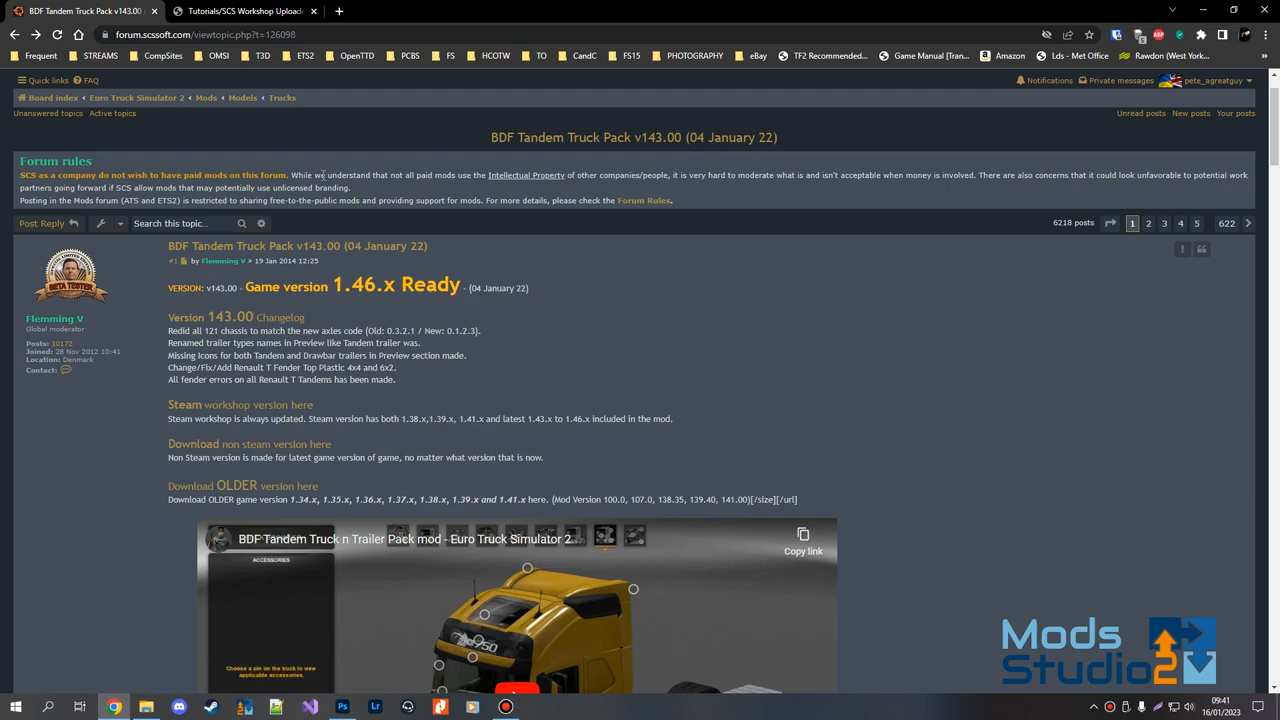 BDF Tandem Truck Pack v143.00
Tutorials/SCS Workshop Uploade
forum.scssoft.com/viewtopic.php?t=126098
Frequent STREAMS CompSites OMSI T3D ETS2 OpenTTD PCBS FS HCOTW TO CandC FS15 PHOTOGRAPHY eBay TF2 Recommended... Game Manual [Tran... Amazon Lds - Met Office Rawdon (West York...
Quick links FAQ Notifications Private messages pete_agreatguy
Board index ‹ Euro Truck Simulator 2 ‹ Mods ‹ Models ‹ Trucks
Unanswered topics Active topics Unread posts New posts Your posts
BDF Tandem Truck Pack v143.00 (04 January 22)
Forum rules
SCS as a company do not wish to have paid mods on this forum. While we understand that not all paid mods use the Intellectual Property of other companies/people, it is very hard to moderate what is and isn't acceptable when money is involved. There are also concerns that it could look unfavorable to potential work
partners going forward if SCS allow mods that may potentially use unlicensed branding.
Posting in the Mods forum (ATS and ETS2) is restricted to sharing free-to-the-public mods and providing support for mods. For more details, please check the Forum Rules.
Post Reply Search this topic... 6218 posts 1 2 3 4 5 ... 622
BDF Tandem Truck Pack v143.00 (04 January 22)
#1 by Flemming V » 19 Jan 2014 12:25
VERSION: v143.00 - Game version 1.46.x Ready - (04 January 22)
Flemming V
Global moderator
Posts: 10172
Joined: 28 Nov 2012 10:41
Location: Denmark
Contact:
BETA TESTER
Version 143.00 Changelog
Redid all 121 chassis to match the new axles code (Old: 0.3.2.1 / New: 0.1.2.3).
Renamed trailer types names in Preview like Tandem trailer was.
Missing Icons for both Tandem and Drawbar trailers in Preview section made.
Change/Fix/Add Renault T Fender Top Plastic 4x4 and 6x2.
All fender errors on all Renault T Tandems has been made.
Steam workshop version here
Steam workshop is always updated. Steam version has both 1.38.x,1.39.x, 1.41.x and latest 1.43.x to 1.46.x included in the mod.
Download non steam version here
Non Steam version is made for latest game version of game, no matter what version that is now.
Download OLDER version here
Download OLDER game version 1.34.x, 1.35.x, 1.36.x, 1.37.x, 1.38.x, 1.39.x and 1.41.x here. (Mod Version 100.0, 107.0, 138.35, 139.40, 141.00)[/size][/url]
BDF Tandem Truck n Trailer Pack mod - Euro Truck Simulator 2
Copy link
ACCESSORIES
Choose a pin on the truck to view
applicable accessories.
Mods
Studio2
09:41
16/01/2023